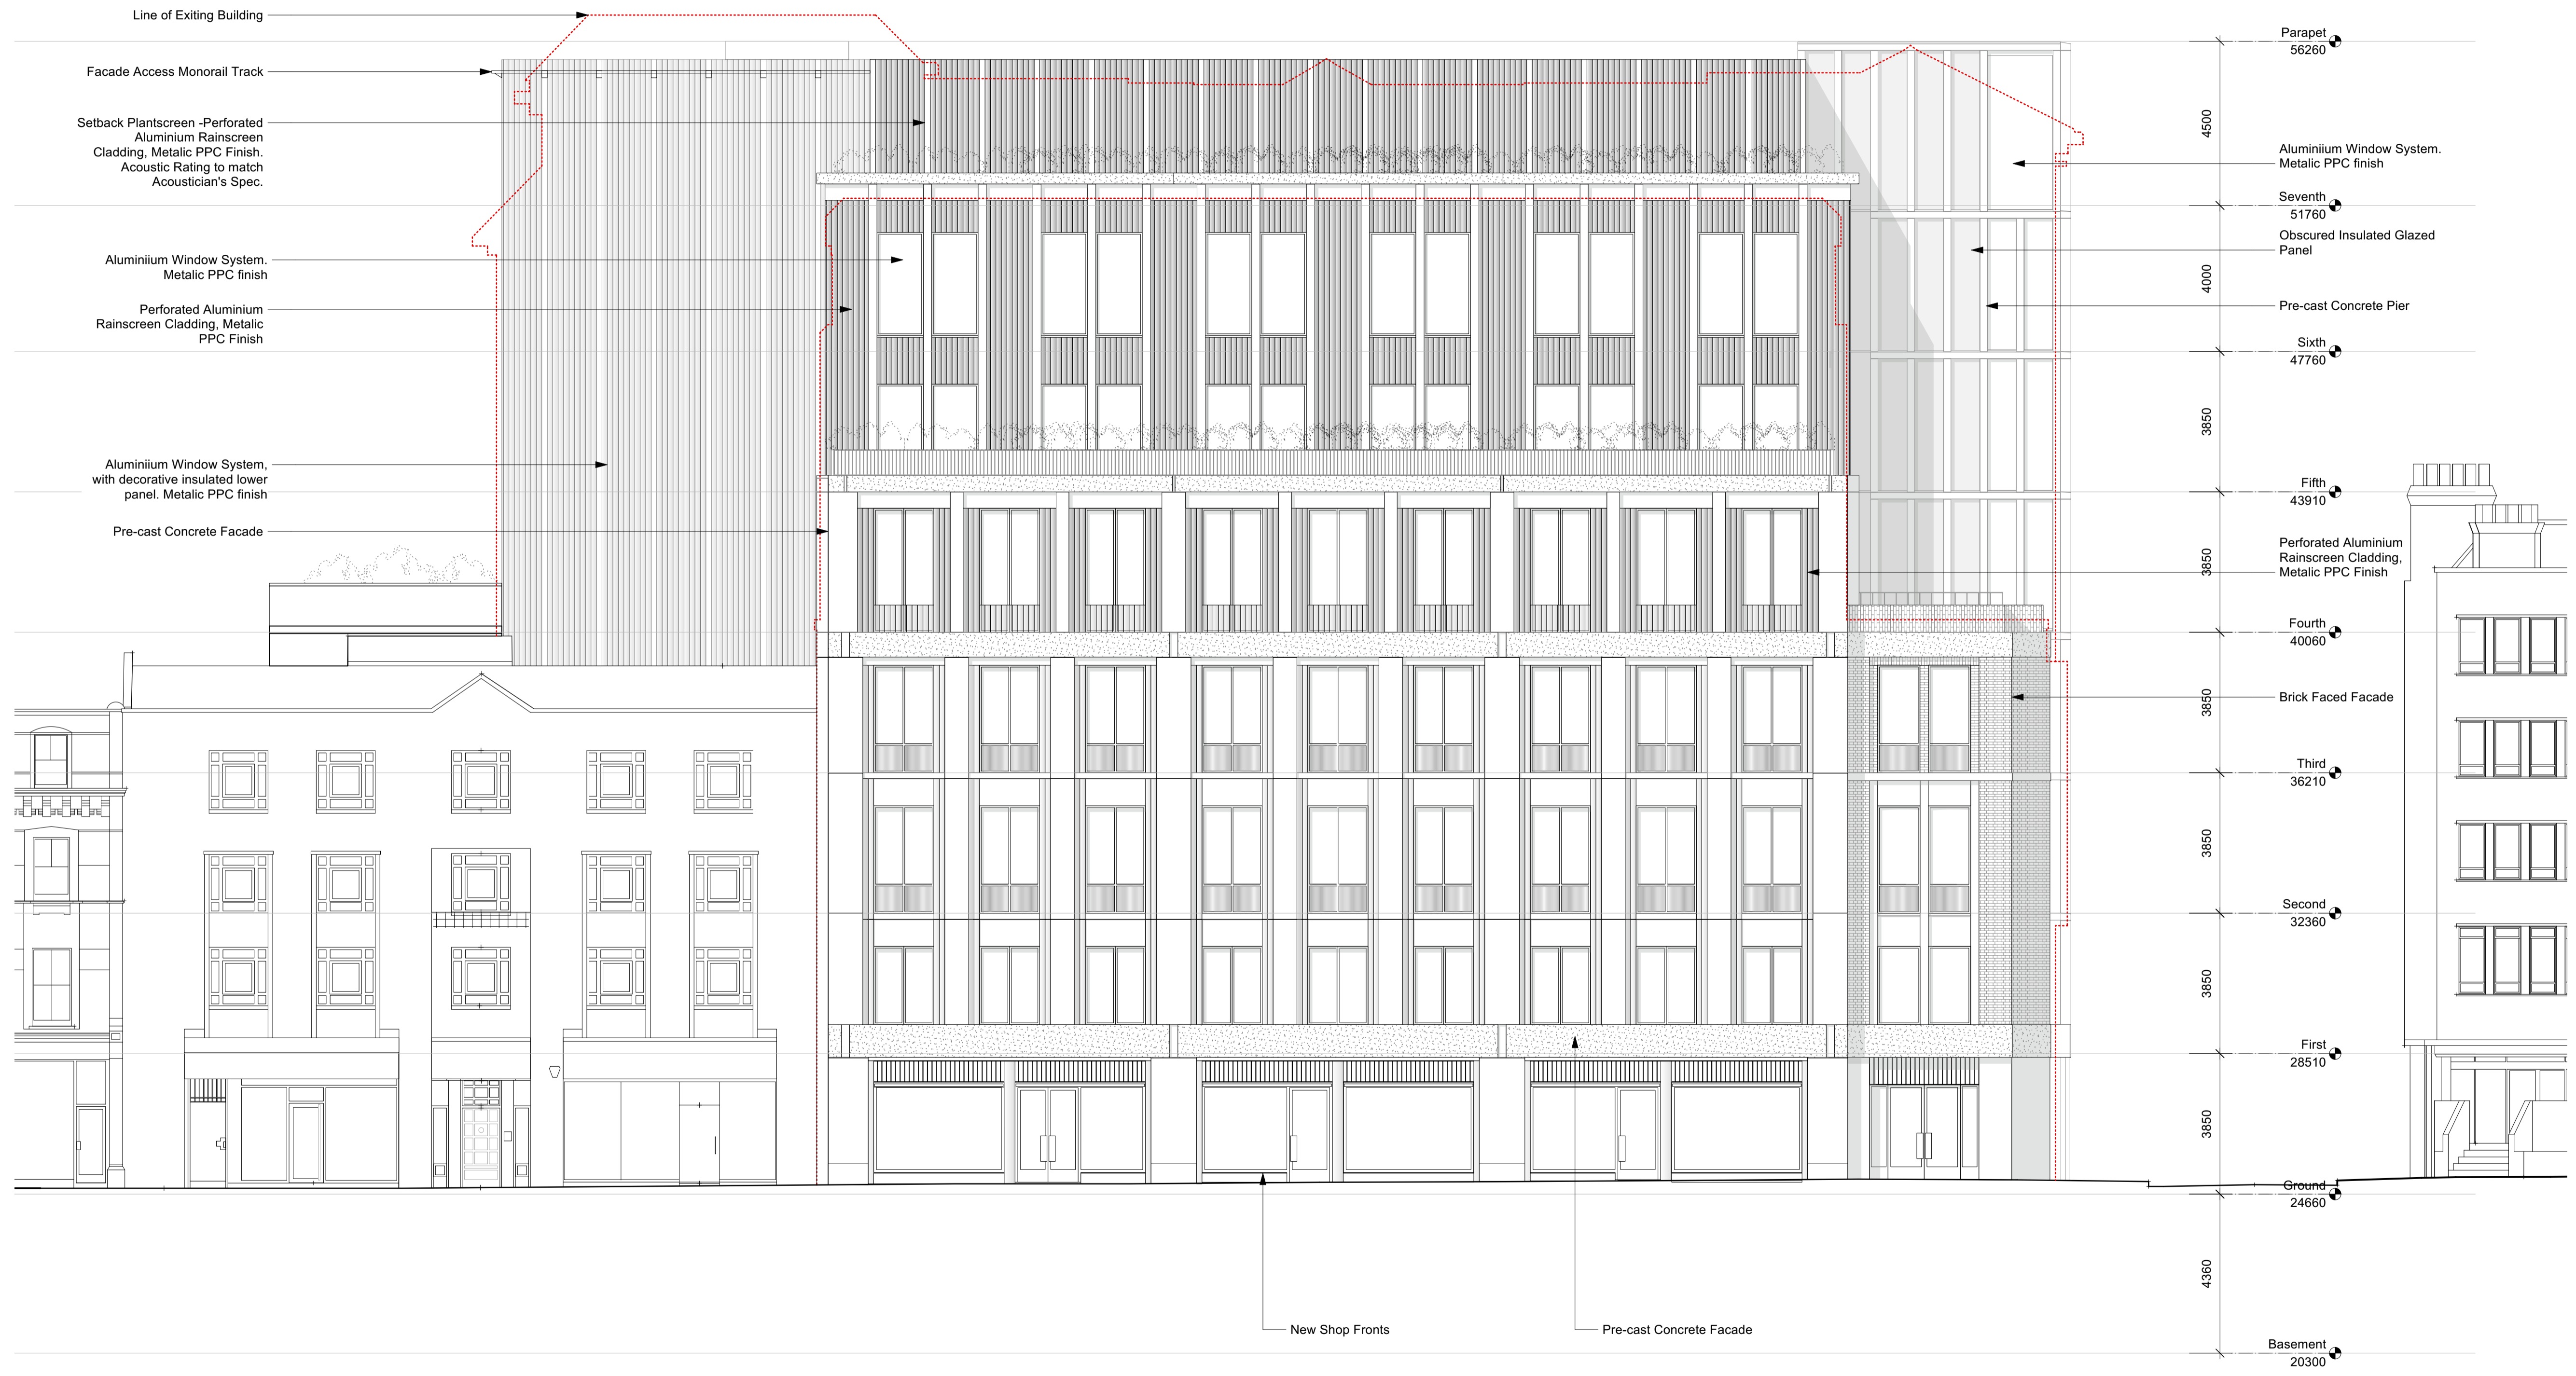 Line of Exiting Building
Facade Access Monorail Track
Setback Plantscreen -Perforated
Aluminium Rainscreen
Cladding, Metalic PPC Finish.
Acoustic Rating to match
Acoustician's Spec.
Aluminiium Window System.
Metalic PPC finish
Perforated Aluminium
Rainscreen Cladding, Metalic
PPC Finish
Aluminiium Window System,
with decorative insulated lower
panel. Metalic PPC finish
Pre-cast Concrete Facade
New Shop Fronts
Pre-cast Concrete Facade
4500
4000
3850
3850
3850
3850
3850
3850
4360
Parapet
56260
Aluminiium Window System.
Metalic PPC finish
Seventh
51760
Obscured Insulated Glazed
Panel
Pre-cast Concrete Pier
Sixth
47760
Fifth
43910
Perforated Aluminium
Rainscreen Cladding,
Metalic PPC Finish
Fourth
40060
Brick Faced Facade
Third
36210
Second
32360
First
28510
Ground
24660
Basement
20300